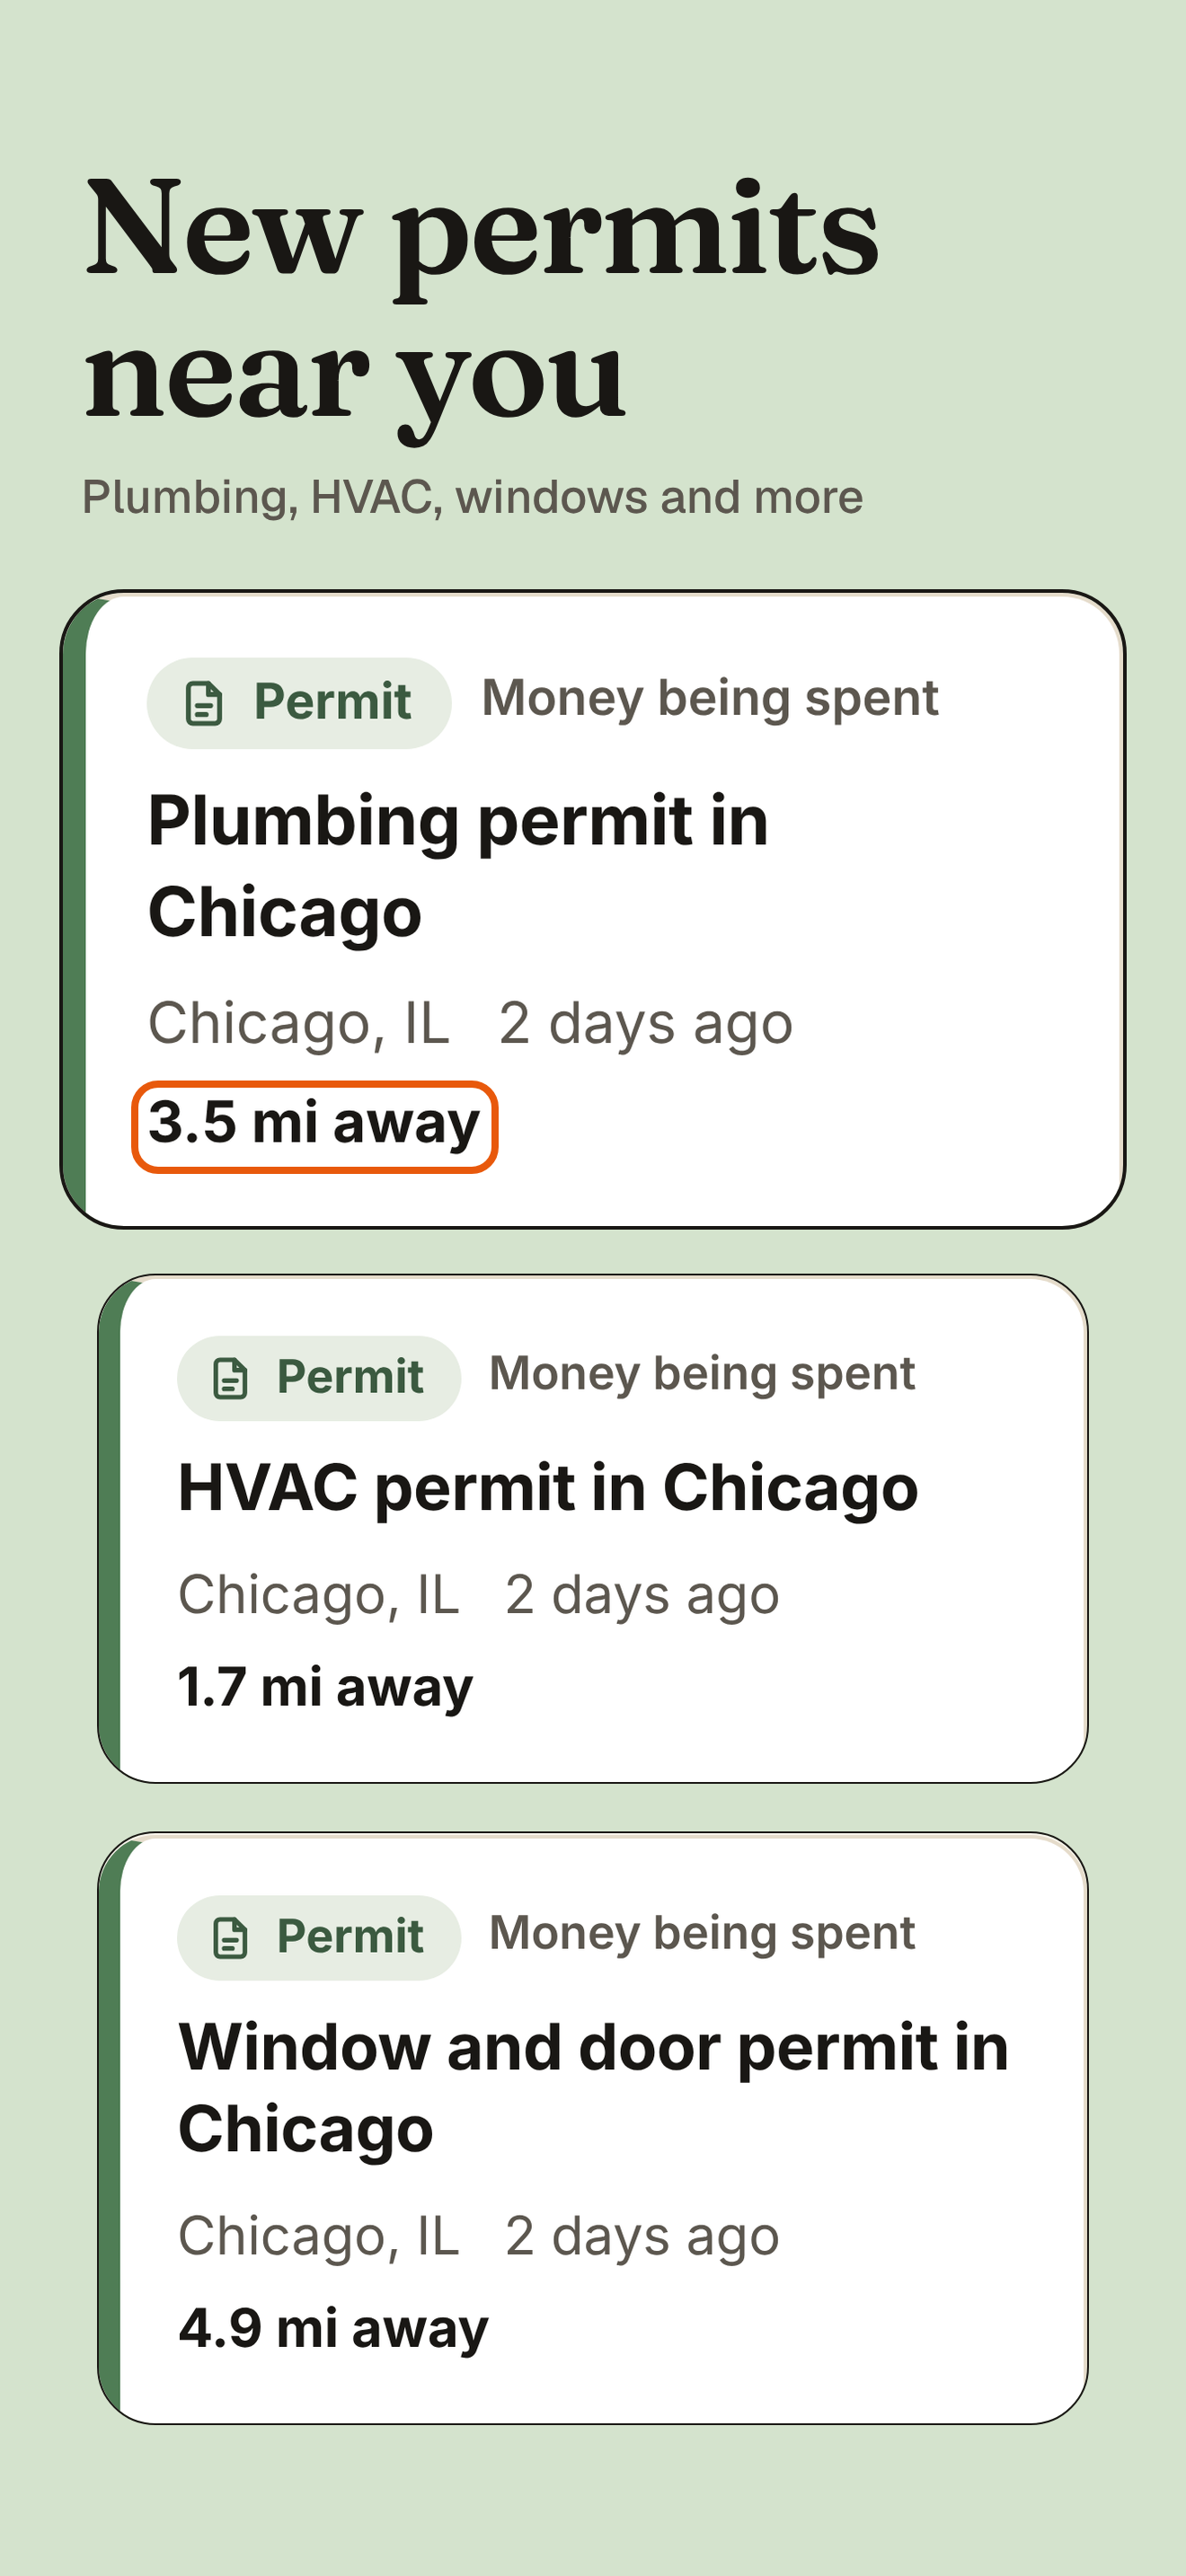 New permits
near you
Plumbing, HVAC, windows and more
Permit Money being spent
Plumbing permit in
Chicago
Chicago, IL 2 days ago
3.5 mi away
Permit Money being spent
HVAC permit in Chicago
Chicago, IL 2 days ago
1.7 mi away
Permit Money being spent
Window and door permit in
Chicago
Chicago, IL 2 days ago
4.9 mi away